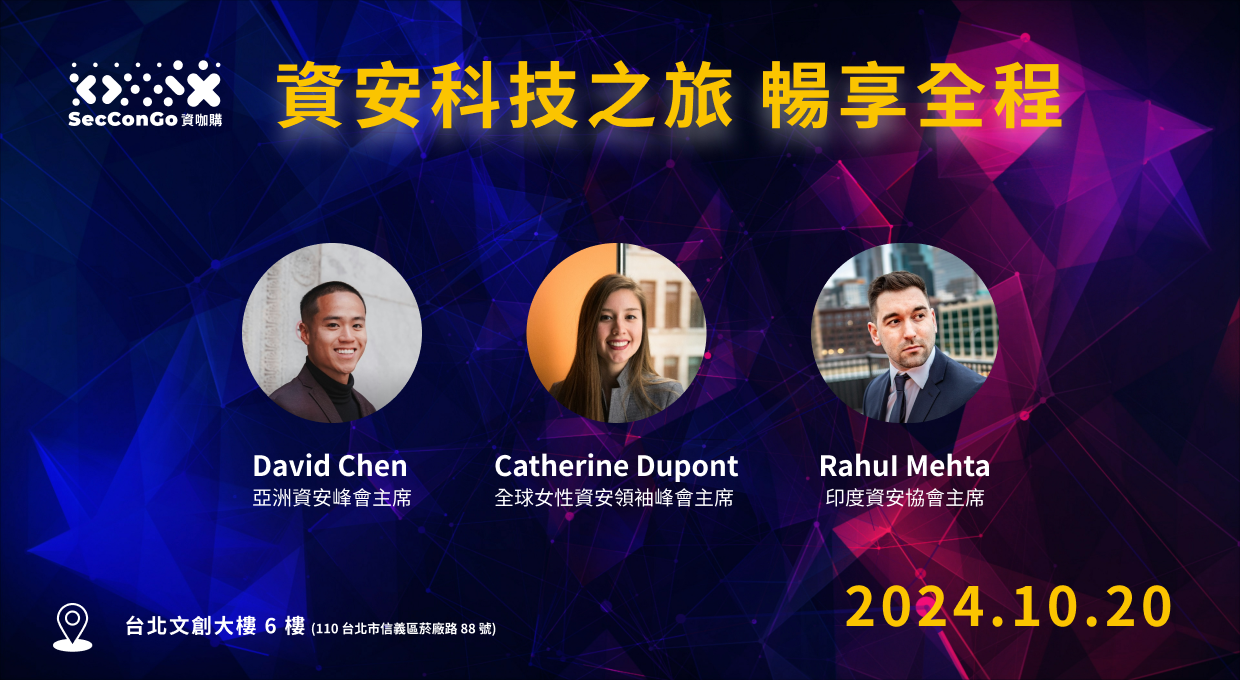 SecConGo 資咖購
資安科技之旅 暢享全程
David Chen
亞洲資安峰會主席
Catherine Dupont
全球女性資安領袖峰會主席
Rahul Mehta
印度資安協會主席
2024.10.20
台北文創大樓 6 樓 (110 台北市信義區菸廠路 88 號)